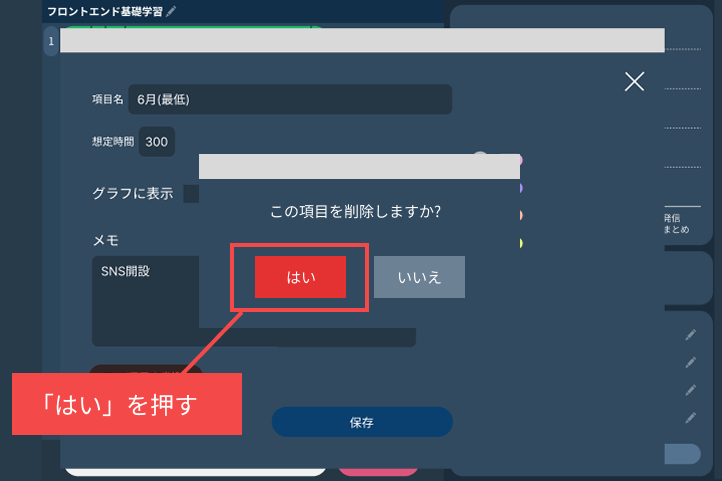 フロントエンド基礎学習
1
項目名 6月(最低)
想定時間 300
グラフに表示
この項目を削除しますか?
発信
まとめ
メモ
SNS開設
はい いいえ
「はい」を押す
保存